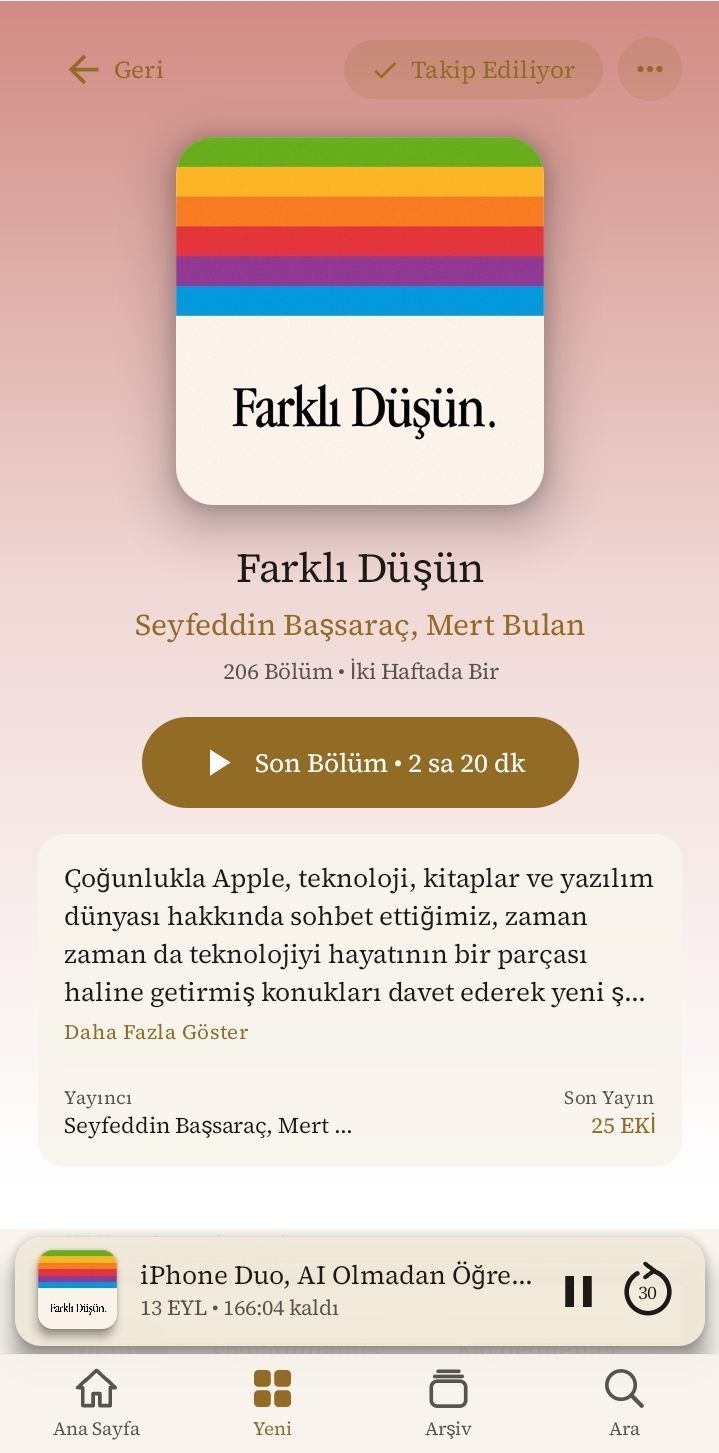 Geri
Takip Ediliyor
Farklı Düşün.
Farklı Düşün
Seyfeddin Başsaraç, Mert Bulan
206 Bölüm • İki Haftada Bir
Son Bölüm • 2 sa 20 dk
Çoğunlukla Apple, teknoloji, kitaplar ve yazılım
dünyası hakkında sohbet ettiğimiz, zaman
zaman da teknolojiyi hayatının bir parçası
haline getirmiş konukları davet ederek yeni ş...
Daha Fazla Göster
Yayıncı
Seyfeddin Başsaraç, Mert ...
Son Yayın
25 EKİ
Farklı Düşün.
iPhone Duo, AI Olmadan Öğre...
13 EYL • 166:04 kaldı
30
Ana Sayfa
Yeni
Arşiv
Ara